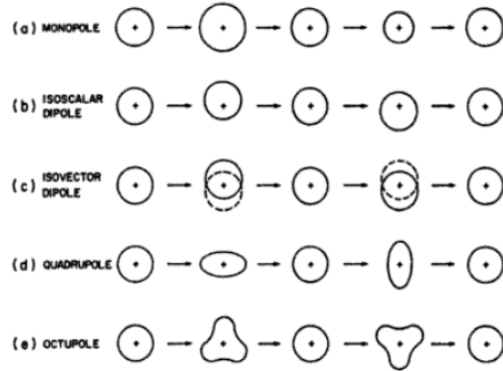 (a) MONOPOLE
(b) ISOSCALAR
DIPOLE
(c) ISOVECTOR
DIPOLE
(d) QUADRUPOLE
(e) OCTUPOLE